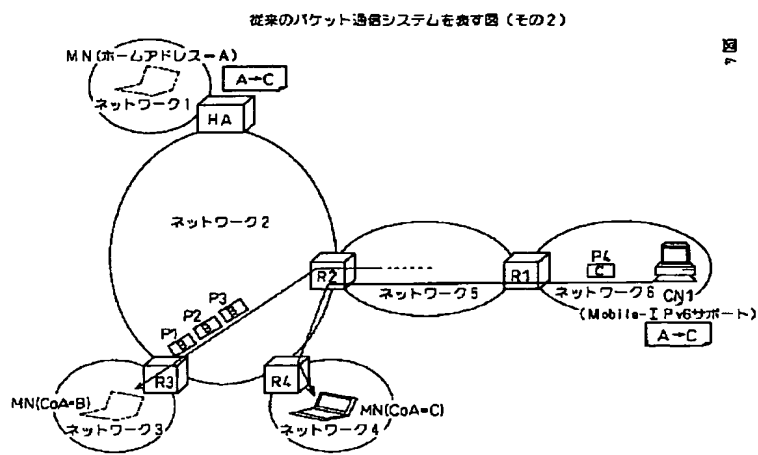 従来のパケット通信システムを表す図(その2)
図4
MN(ホームアドレス=A)
A→C
ネットワーク1
HA
ネットワーク2
R2
R1
P4
C
ネットワーク5
ネットワーク6
CN1
(Mobile-IPv6サポート)
A→C
P1
P2
P3
B
B
B
R3
R4
MN(CoA=B)
MN(CoA=C)
ネットワーク3
ネットワーク4